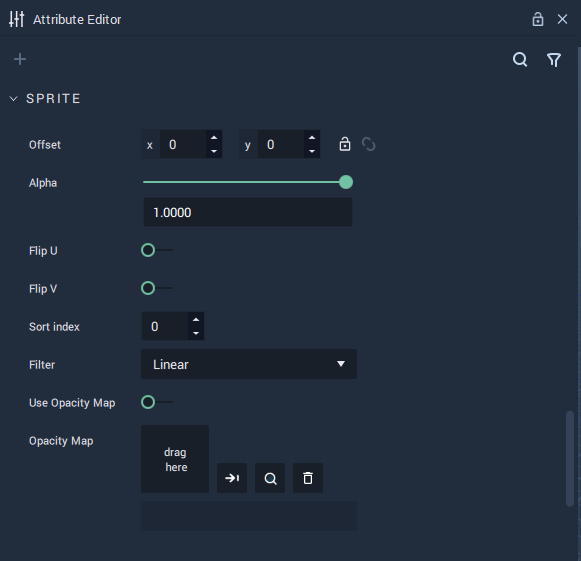 Attribute Editor
SPRITE
Offset x 0 y 0
Alpha
1.0000
Flip U
Flip V
Sort index 0
Filter Linear
Use Opacity Map
Opacity Map
drag
here